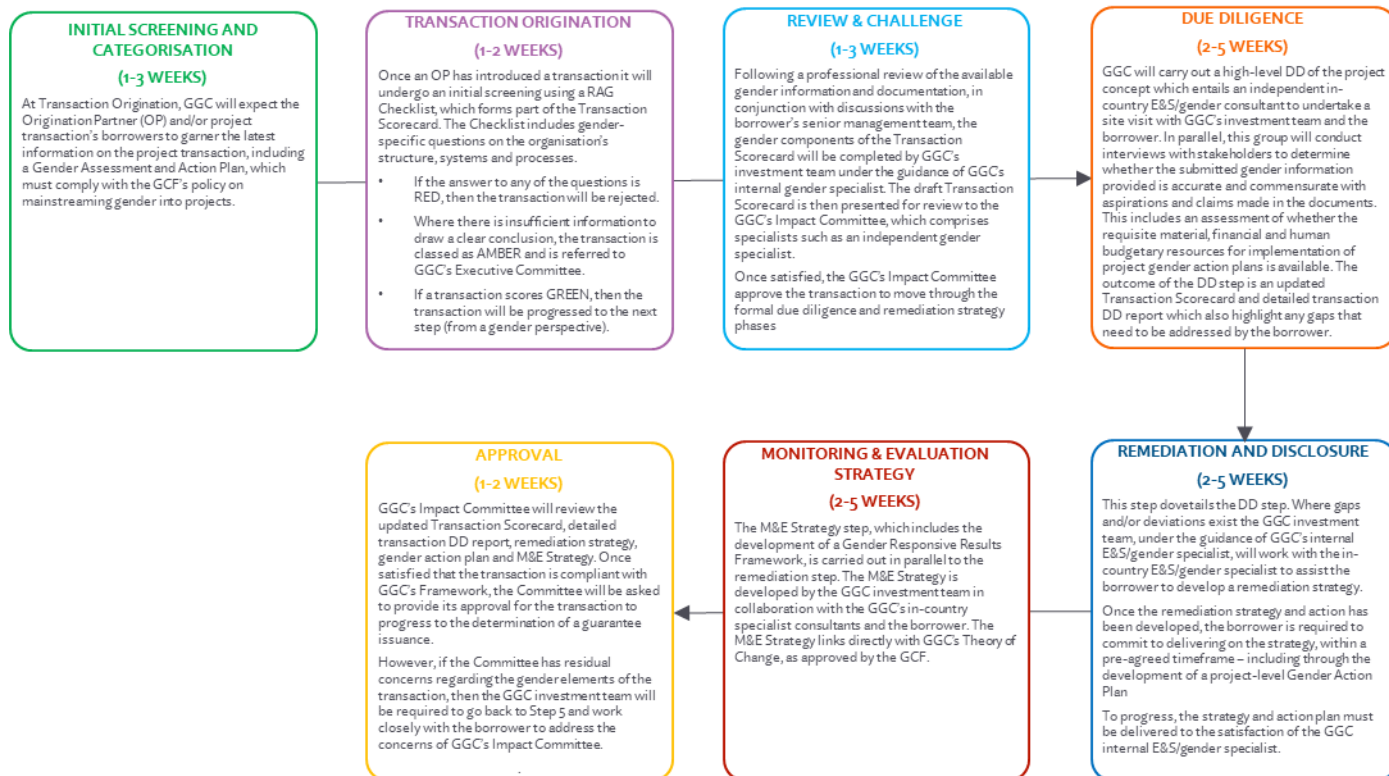 INITIAL SCREENING AND
CATEGORISATION
(1-3 WEEKS)
At Transaction Origination, GGC will expect the
Origination Partner (OP) and/or project
transaction's borrowers to garner the latest
information on the project transaction, including
a Gender Assessment and Action Plan, which
must comply with the GCF's policy on
mainstreaming gender into projects.
TRANSACTION ORIGINATION
(1-2 WEEKS)
Once an OP has introduced a transaction it will
undergo an initial screening using a RAG
Checklist, which forms part of the Transaction
Scorecard. The Checklist includes gender-
specific questions on the organisation's
structure, systems and processes.
• If the answer to any of the questions is
RED, then the transaction will be rejected.
• Where there is insufficient information to
draw a clear conclusion, the transaction is
classed as AMBER and is referred to
GGC's Executive Committee.
• If a transaction scores GREEN, then the
transaction will be progressed to the next
step (from a gender perspective).
REVIEW & CHALLENGE
(1-3 WEEKS)
Following a professional review of the available
gender information and documentation, in
conjunction with discussions with the
borrower's senior management team, the
gender components of the Transaction
Scorecard will be completed by GGC's
investment team under the guidance of GGC's
internal gender specialist. The draft Transaction
Scorecard is then presented for review to the
GGC's Impact Committee, which comprises
specialists such as an independent gender
specialist.
Once satisfied, the GGC's Impact Committee
approve the transaction to move through the
formal due diligence and remediation strategy
phases
DUE DILIGENCE
(2-5 WEEKS)
GGC will carry out a high-level DD of the project
concept which entails an independent in-
country E&S/gender consultant to undertake a
site visit with GGC's investment team and the
borrower. In parallel, this group will conduct
interviews with stakeholders to determine
whether the submitted gender information
provided is accurate and commensurate with
aspirations and claims made in the documents.
This includes an assessment of whether the
requisite material, financial and human
budgetary resources for implementation of
project gender action plans is available. The
outcome of the DD step is an updated
Transaction Scorecard and detailed transaction
DD report which also highlight any gaps that
need to be addressed by the borrower.
APPROVAL
(1-2 WEEKS)
GGC's Impact Committee will review the
updated Transaction Scorecard, detailed
transaction DD report, remediation strategy,
gender action plan and M&E Strategy. Once
satisfied that the transaction is compliant with
GGC's Framework, the Committee will be asked
to provide its approval for the transaction to
progress to the determination of a guarantee
issuance.
However, if the Committee has residual
concerns regarding the gender elements of the
transaction, then the GGC investment team will
be required to go back to Step 5 and work
closely with the borrower to address the
concerns of GGC's Impact Committee.
MONITORING & EVALUATION
STRATEGY
(2-5 WEEKS)
The M&E Strategy step, which includes the
development of a Gender Responsive Results
Framework, is carried out in parallel to the
remediation step. The M&E Strategy is
developed by the GGC investment team in
collaboration with the GGC's in-country
specialist consultants and the borrower. The
M&E Strategy links directly with GGC's Theory of
Change, as approved by the GCF.
REMEDIATION AND DISCLOSURE
(2-5 WEEKS)
This step dovetails the DD step. Where gaps
and/or deviations exist the GGC investment
team, under the guidance of GGC's internal
E&S/gender specialist, will work with the in-
country E&S/gender specialist to assist the
borrower to develop a remediation strategy.
Once the remediation strategy and action has
been developed, the borrower is required to
commit to delivering on the strategy, within a
pre-agreed timeframe – including through the
development of a project-level Gender Action
Plan
To progress, the strategy and action plan must
be delivered to the satisfaction of the GGC
internal E&S/gender specialist.